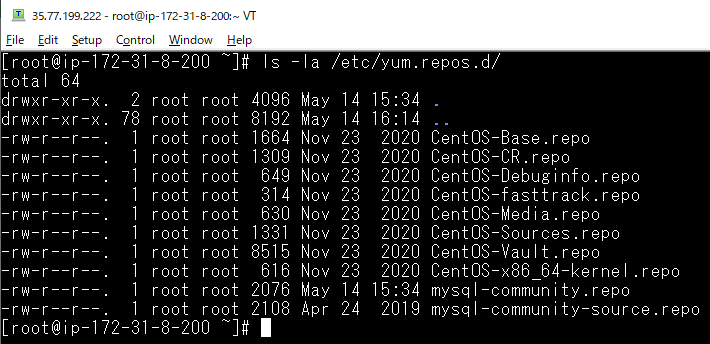 35.77.199.222 - root@ip-172-31-8-200:~ VT
File Edit Setup Control Window Help
[root@ip-172-31-8-200 ~]# ls -la /etc/yum.repos.d/
total 64
drwxr-xr-x. 2 root root 4096 May 14 15:34 .
drwxr-xr-x. 78 root root 8192 May 14 16:14 ..
-rw-r--r--. 1 root root 1664 Nov 23 2020 CentOS-Base.repo
-rw-r--r--. 1 root root 1309 Nov 23 2020 CentOS-CR.repo
-rw-r--r--. 1 root root 649 Nov 23 2020 CentOS-Debuginfo.repo
-rw-r--r--. 1 root root 314 Nov 23 2020 CentOS-fasttrack.repo
-rw-r--r--. 1 root root 630 Nov 23 2020 CentOS-Media.repo
-rw-r--r--. 1 root root 1331 Nov 23 2020 CentOS-Sources.repo
-rw-r--r--. 1 root root 8515 Nov 23 2020 CentOS-Vault.repo
-rw-r--r--. 1 root root 616 Nov 23 2020 CentOS-x86_64-kernel.repo
-rw-r--r--. 1 root root 2076 May 14 15:34 mysql-community.repo
-rw-r--r--. 1 root root 2108 Apr 24 2019 mysql-community-source.repo
[root@ip-172-31-8-200 ~]#